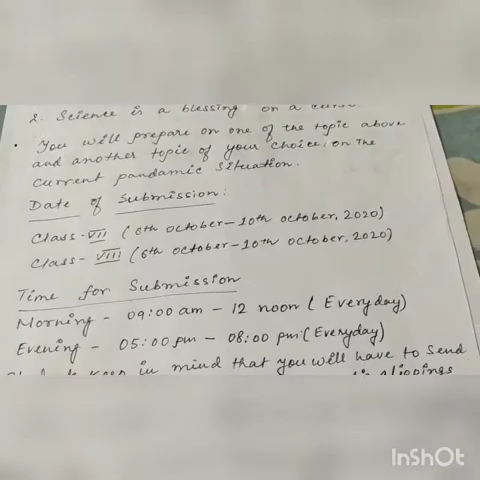 2. Science is a blessing or a curse.
• You will prepare on one of the topic above
and another topic of your choice, on the
current pandamic situation.
Date of Submission:
Class - VII (6th october - 10th october, 2020)
Class - VIII (6th october - 10th october, 2020)
Time for Submission
Morning - 09:00 am - 12 noon (Everyday)
Evening - 05:00 pm - 08:00 pm (Everyday)
in mind that you will have to send
clippings
InShOt